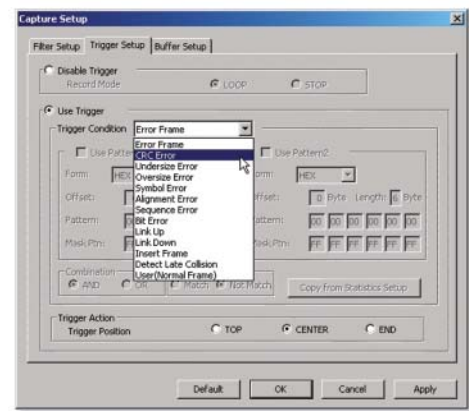 Capture Setup
Filter Setup Trigger Setup Buffer Setup
Disable Trigger
Record Mode LOOP STOP
Use Trigger
Trigger Condition Error Frame
Error Frame
CRC Error
Undersize Error
Oversize Error
Symbol Error
Alignment Error
Sequence Error
Bit Error
Link Up
Link Down
Insert Frame
Detect Late Collision
User(Normal Frame)
Use Pattern2
Form: HEX
HEX
Offset: 0 Byte Length: 6 Byte
Pattern: 00 00 00 00 00 00
Mask Ptn: FF FF FF FF FF FF
Combination
AND OR Match Not Match Copy from Statistics Setup
Trigger Action
Trigger Position TOP CENTER END
Default OK Cancel Apply